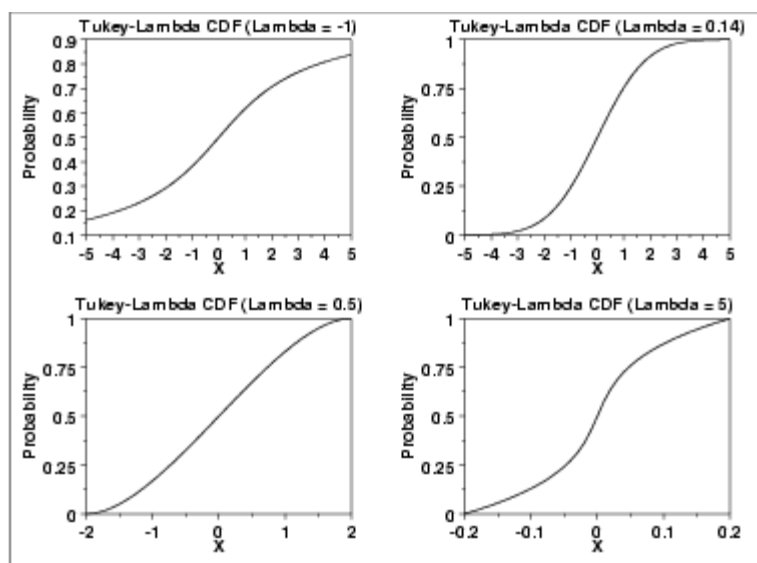 Tukey-Lambda CDF (Lambda = -1)
0.9
0.8
0.7
0.6
0.5
0.4
0.3
0.2
0.1
Probability
-5 -4 -3 -2 -1 0 1 2 3 4 5
X
Tukey-Lambda CDF (Lambda = 0.14)
1
0.75
0.5
0.25
0
Probability
-5 -4 -3 -2 -1 0 1 2 3 4 5
X
Tukey-Lambda CDF (Lambda = 0.5)
1
0.75
0.5
0.25
0
Probability
-2 -1 0 1 2
X
Tukey-Lambda CDF (Lambda = 5)
1
0.75
0.5
0.25
0
Probability
-0.2 -0.1 0 0.1 0.2
X